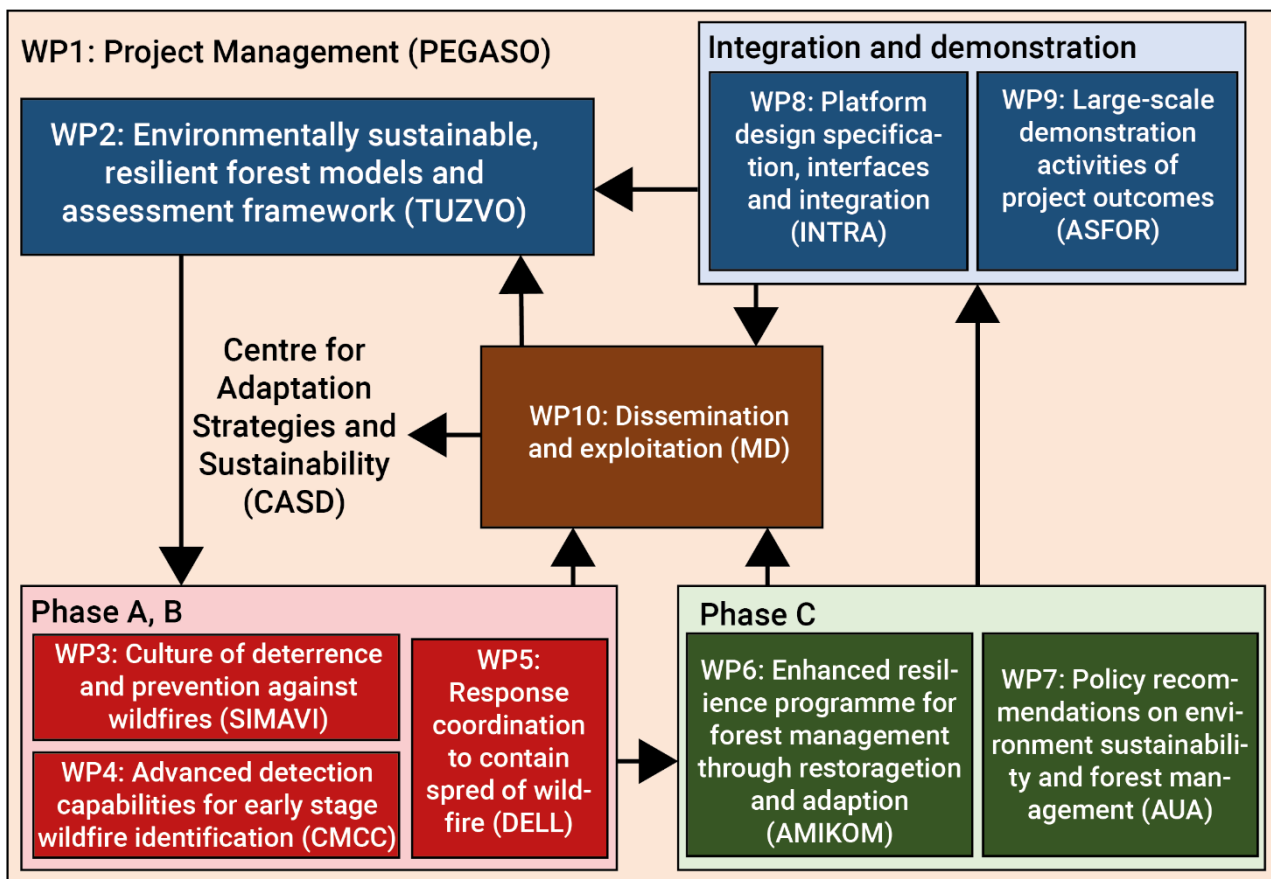 WP1: Project Management (PEGASO)
WP2: Environmentally sustainable,
resilient forest models and
assessment framework (TUZVO)
Integration and demonstration
WP8: Platform
design specifica-
tion, interfaces
and integration
(INTRA)
WP9: Large-scale
demonstration
activities of
project outcomes
(ASFOR)
Centre for
Adaptation
Strategies and
Sustainability
(CASD)
WP10: Dissemination
and exploitation (MD)
Phase A, B
WP3: Culture of deterrence
and prevention against
wildfires (SIMAVI)
WP4: Advanced detection
capabilities for early stage
wildfire identification (CMCC)
WP5:
Response
coordination
to contain
spred of wild-
fire (DELL)
Phase C
WP6: Enhanced resil-
ience programme for
forest management
through restoragetion
and adaption
(AMIKOM)
WP7: Policy recom-
mendations on envi-
ronment sustainabili-
ty and forest man-
agement (AUA)